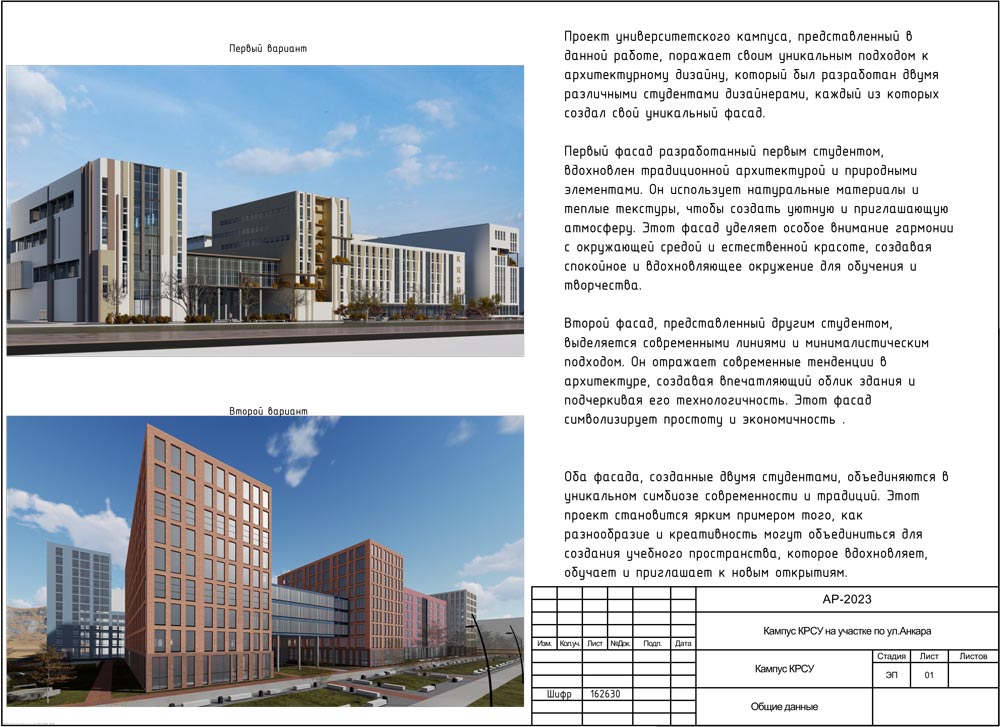 Первый вариант
KRSU
Второй вариант
Проект университетского кампуса, представленный в
данной работе, поражает своим уникальным подходом к
архитектурному дизайну, который был разработан двумя
различными студентами дизайнерами, каждый из которых
создал свой уникальный фасад.
Первый фасад разработанный первым студентом,
вдохновлен традиционной архитектурой и природными
элементами. Он использует натуральные материалы и
теплые текстуры, чтобы создать уютную и приглашающую
атмосферу. Этот фасад уделяет особое внимание гармонии
с окружающей средой и естественной красоте, создавая
спокойное и вдохновляющее окружение для обучения и
творчества.
Второй фасад, представленный другим студентом,
выделяется современными линиями и минималистическим
подходом. Он отражает современные тенденции в
архитектуре, создавая впечатляющий облик здания и
подчеркивая его технологичность. Этот фасад
символизирует простоту и экономичность .
Оба фасада, созданные двумя студентами, объединяются в
уникальном симбиозе современности и традиций. Этот
проект становится ярким примером того, как
разнообразие и креативность могут объединиться для
создания учебного пространства, которое вдохновляет,
обучает и приглашает к новым открытиям.
АР-2023
Кампус КРСУ на участке по ул.Анкара
Изм. Кол.уч. Лист №Док. Подп. Дата
Кампус КРСУ
Стадия Лист Листов
ЭП 01
Шифр 162630
Общие данные